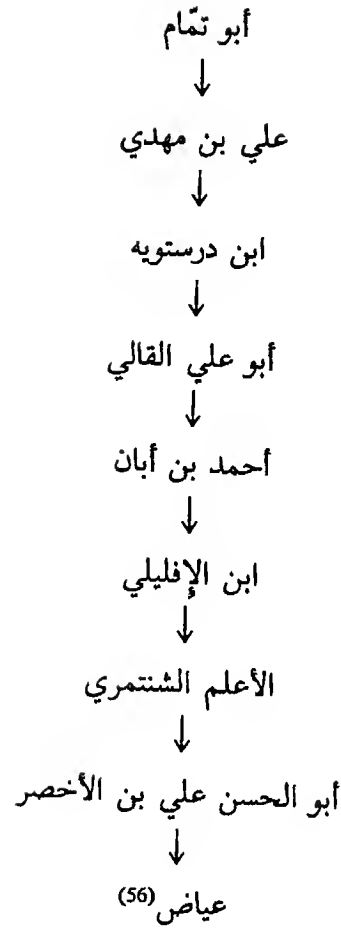 أبو تمّام
↓
علي بن مهدي
↓
ابن درستويه
↓
أبو علي القالي
↓
أحمد بن أبان
↓
ابن الإفليلي
↓
الأعلم الشنتمري
↓
أبو الحسن علي بن الأخصر
↓
عياض(56)